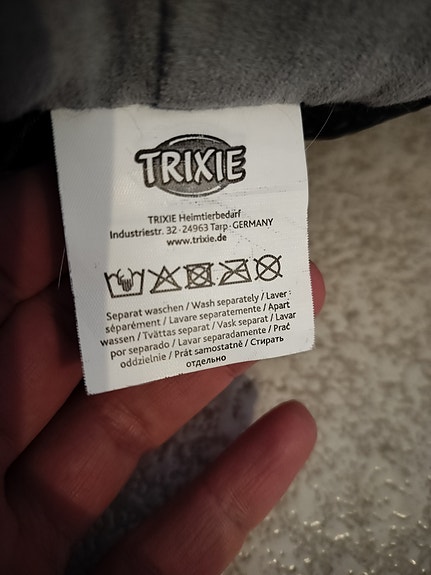 TRIXIE
TRIXIE Heimtierbedarf
Industriestr. 32 · 24963 Tarp · GERMANY
www.trixie.de
Separat waschen / Wash separately / Laver
séparément / Lavare separatemente / Apart
wassen / Tvättas separat / Vask separat / Lavar
por separado / Lavar separadamente / Prać
oddzielnie / Prát samostatně / Стирать
отдельно